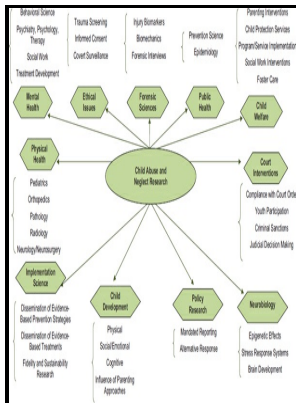 Behavioral Science
Psychiatry, Psychology,
Therapy
Social Work
Treatment Development
Trauma Screening
Informed Consent
Covert Surveillance
Injury Biomarkers
Biomechanics
Forensic Interviews
Prevention Science
Epidemiology
Parenting Interventions
Child Protection Services
Program/Service Implementation
Social Work Interventions
Foster Care
Mental
Health
Ethical
Issues
Forensic
Sciences
Public
Health
Child
Welfare
Physical
Health
Child Abuse and
Neglect Research
Court
Interventions
Pediatrics
Orthopedics
Pathology
Radiology
Neurology/Neurosurgery
Compliance with Court Order
Youth Participation
Criminal Sanctions
Judicial Decision Making
Implementation
Science
Child
Development
Policy
Research
Neurobiology
Dissemination of Evidence-
Based Prevention Strategies
Dissemination of Evidence-
Based Treatments
Fidelity and Sustainability
Research
Physical
Social/Emotional
Cognitive
Influence of Parenting
Approaches
Mandated Reporting
Alternative Response
Epigenetic Effects
Stress Response Systems
Brain Development